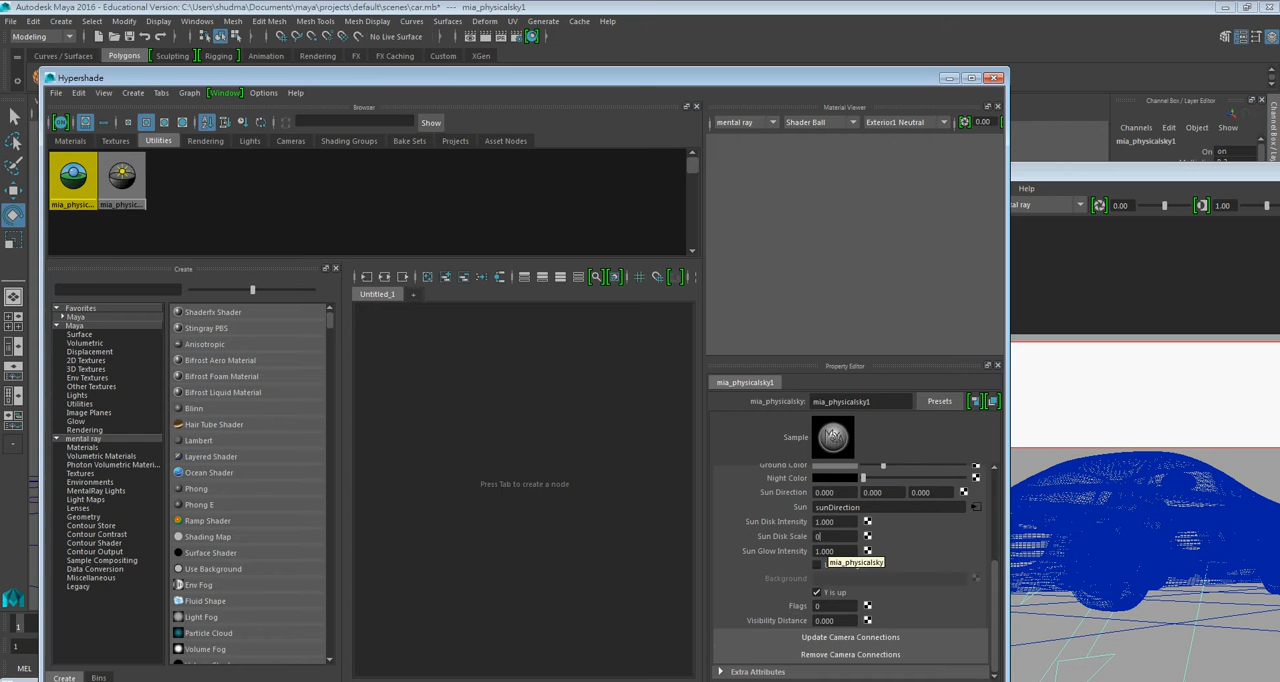 Autodesk Maya 2016 - Educational Version: C:\Users\shudma\Documents\maya\projects\default\scenes\car.mb* --- mia_physicalsky1
File Edit Create Select Modify Display Windows Mesh Edit Mesh Mesh Tools Mesh Display Curves Surfaces Deform UV Generate Cache Help
Modeling No Live Surface
Curves / Surfaces Polygons Sculpting Rigging Animation Rendering FX FX Caching Custom XGen
Hypershade
File Edit View Create Tabs Graph Window Options Help
Browser Material Viewer
ON Show mental ray Shader Ball Exterior1 Neutral 0.00
Materials Textures Utilities Rendering Lights Cameras Shading Groups Bake Sets Projects Asset Nodes
mia_physic... mia_physic...
Channel Box / Layer Editor
Channels Edit Object Show
mia_physicalsky1
On on
Channel Box / Layer Editor
Help
0.00 1.00
Create
Untitled_1 +
Favorites
Maya
Maya
Surface
Volumetric
Displacement
2D Textures
3D Textures
Env Textures
Other Textures
Lights
Utilities
Image Planes
Glow
Rendering
mental ray
Materials
Volumetric Materials
Photon Volumetric Materi...
Textures
Environments
MentalRay Lights
Light Maps
Lenses
Geometry
Contour Store
Contour Contrast
Contour Shader
Contour Output
Sample Compositing
Data Conversion
Miscellaneous
Legacy
Shaderfx Shader
Stingray PBS
Anisotropic
Bifrost Aero Material
Bifrost Foam Material
Bifrost Liquid Material
Blinn
Hair Tube Shader
Lambert
Layered Shader
Ocean Shader
Phong
Phong E
Ramp Shader
Shading Map
Surface Shader
Use Background
Env Fog
Fluid Shape
Light Fog
Particle Cloud
Volume Fog
Press Tab to create a node
Create Bins
Property Editor
mia_physicalsky1
mia_physicalsky: mia_physicalsky1 Presets
Sample
Ground Color
Night Color
Sun Direction 0.000 0.000 0.000
Sun sunDirection
Sun Disk Intensity 1.000
Sun Disk Scale 0
Sun Glow Intensity 1.000
mia_physicalsky
Background
Y is up
Flags 0
Visibility Distance 0.000
Update Camera Connections
Remove Camera Connections
Extra Attributes
1
1
MEL